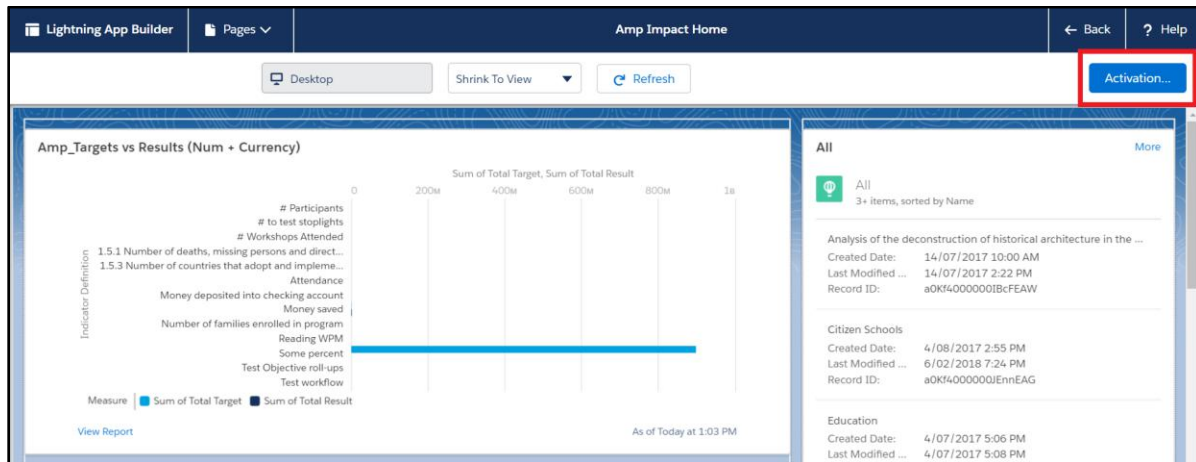 Lightning App Builder
Pages
Amp Impact Home
Back
? Help
Desktop
Shrink To View
Refresh
Activation...
Amp_Targets vs Results (Num + Currency)
Sum of Total Target, Sum of Total Result
0 200M 400M 600M 800M 1B
Indicator Definition
# Participants
# to test stoplights
# Workshops Attended
1.5.1 Number of deaths, missing persons and direct...
1.5.3 Number of countries that adopt and impleme...
Attendance
Money deposited into checking account
Money saved
Number of families enrolled in program
Reading WPM
Some percent
Test Objective roll-ups
Test workflow
Measure Sum of Total Target Sum of Total Result
View Report
As of Today at 1:03 PM
All
More
All
3+ items, sorted by Name
Analysis of the deconstruction of historical architecture in the ...
Created Date: 14/07/2017 10:00 AM
Last Modified ... 14/07/2017 2:22 PM
Record ID: a0Kf4000000IBcFEAW
Citizen Schools
Created Date: 4/08/2017 2:55 PM
Last Modified ... 6/02/2018 7:24 PM
Record ID: a0Kf4000000JEnnEAG
Education
Created Date: 4/07/2017 5:06 PM
Last Modified ... 4/07/2017 5:08 PM